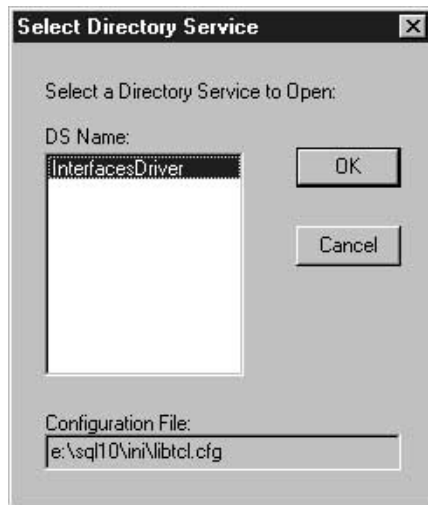 Select Directory Service
Select a Directory Service to Open:
DS Name:
InterfacesDriver
OK
Cancel
Configuration File:
e:\sql10\ini\libtcl.cfg